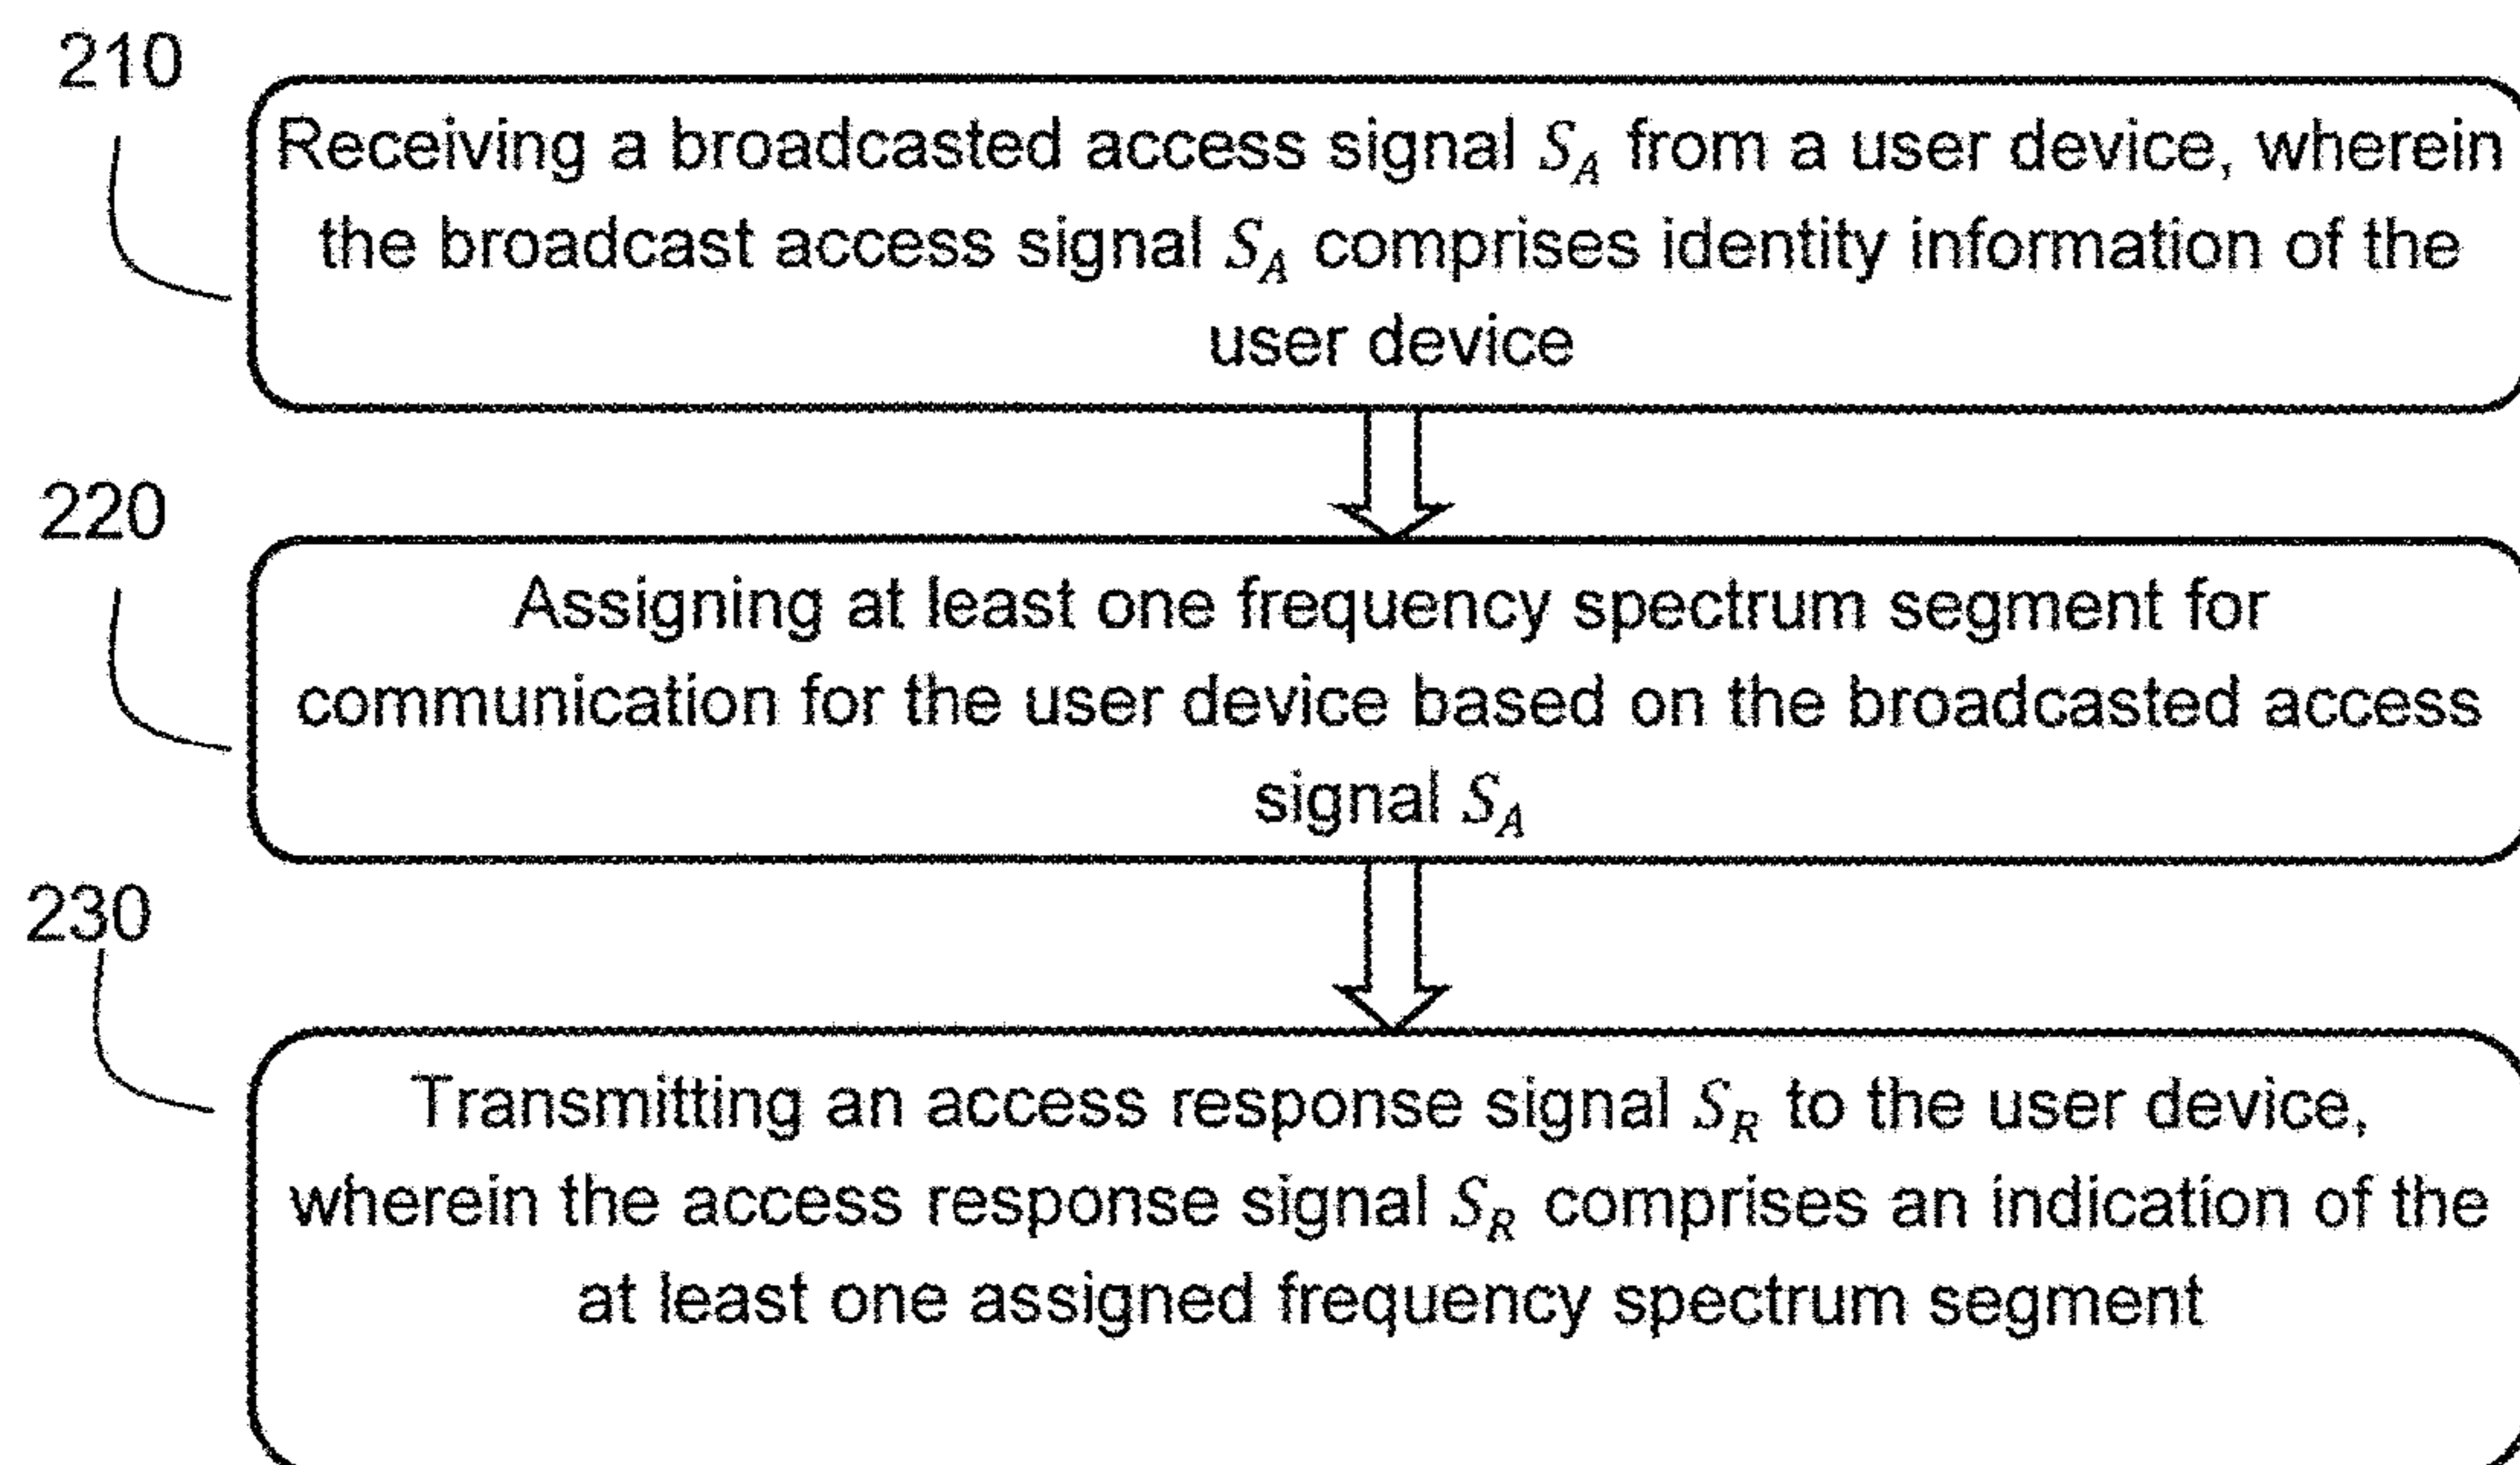 210
Receiving a broadcasted access signal S_A from a user device, wherein
the broadcast access signal S_A comprises identity information of the
user device
220
Assigning at least one frequency spectrum segment for
communication for the user device based on the broadcasted access
signal S_A
230
Transmitting an access response signal S_R to the user device,
wherein the access response signal S_R comprises an indication of the
at least one assigned frequency spectrum segment